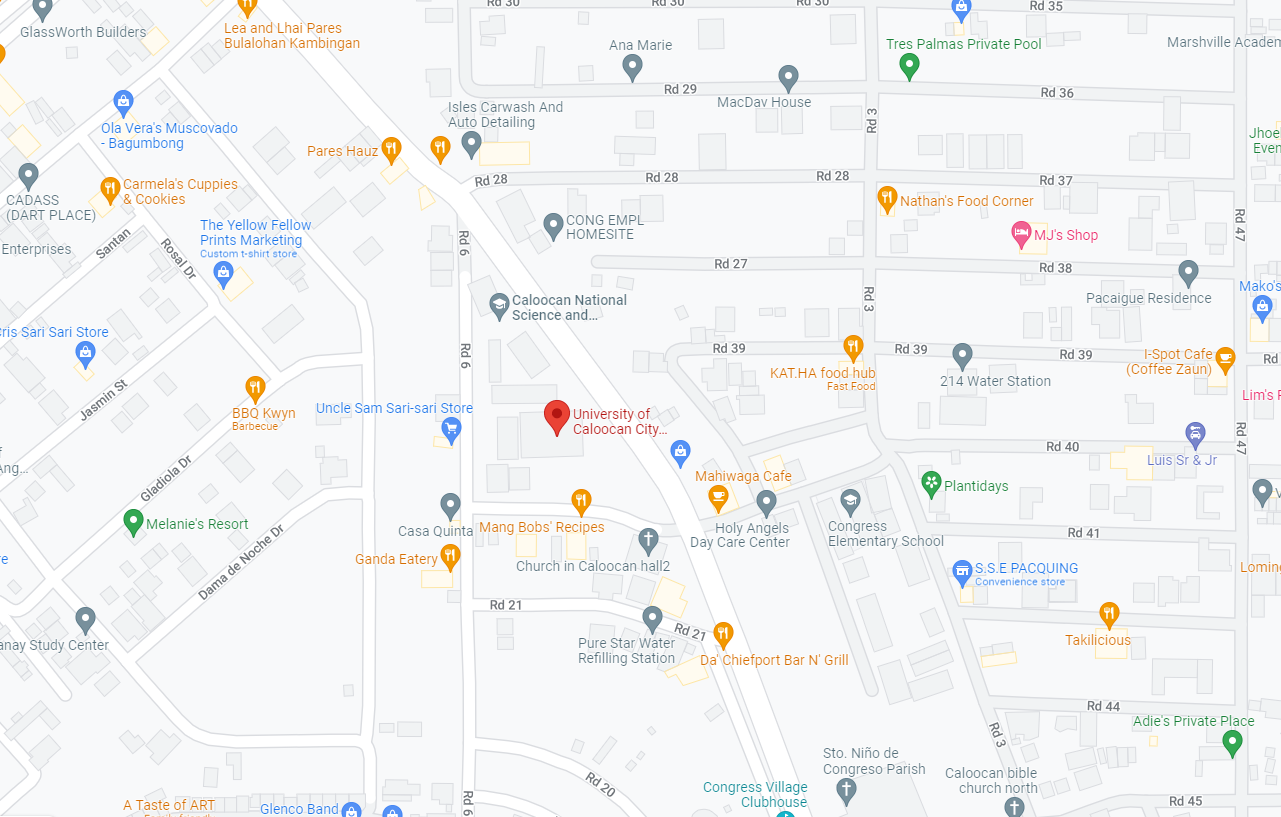 Rd 30
Rd 30
Rd 30
Rd 35
GlassWorth Builders
Lea and Lhai Pares
Bulalohan Kambingan
Ana Marie
Tres Palmas Private Pool
Marshville Academ
Rd 29
MacDav House
Rd 36
Isles Carwash And
Auto Detailing
Rd 3
Ola Vera's Muscovado
- Bagumbong
Pares Hauz
Jhoe
Even
Rd 28
Rd 28
Rd 28
Rd 37
CADASS
(DART PLACE)
Carmela's Cuppies
& Cookies
Nathan's Food Corner
The Yellow Fellow
Prints Marketing
Custom t-shirt store
CONG EMPL
HOMESITE
MJ's Shop
Rd 47
Enterprises
Santan
Rosal Dr
Rd 6
Rd 27
Rd 38
Pacaigue Residence
Mako's
Caloocan National
Science and...
Rd 3
Cris Sari Sari Store
Rd 6
Rd 39
Rd 39
Rd 39
Rd
I-Spot Cafe
(Coffee Zaun)
KAT.HA food hub
Fast Food
214 Water Station
Jasmin St
Lim's F
BBQ Kwyn
Barbecue
Uncle Sam Sari-sari Store
University of
Caloocan City...
Rd 40
Rd 47
Luis Sr & Jr
f
Ang...
Gladiola Dr
Mahiwaga Cafe
Plantidays
V
Melanie's Resort
Casa Quinta
Mang Bobs' Recipes
Holy Angels
Day Care Center
Congress
Elementary School
Rd 41
Ganda Eatery
Church in Caloocan hall2
Dama de Noche Dr
S.S.E PACQUING
Convenience store
Loming
Rd 21
Rd 21
anay Study Center
Pure Star Water
Refilling Station
Da' Chiefport Bar N' Grill
Takilicious
Rd 44
Rd 3
Adie's Private Place
Sto. Niño de
Congreso Parish
Caloocan bible
church north
Rd 20
Congress Village
Clubhouse
Rd 6
A Taste of ART
Glenco Band
Rd 45